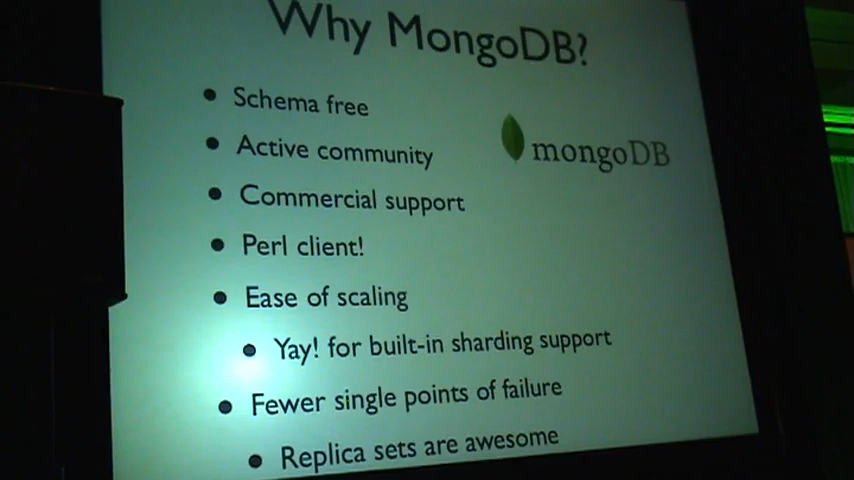 Why MongoDB?
• Schema free
mongoDB
• Active community
• Commercial support
• Perl client!
• Ease of scaling
• Yay! for built-in sharding support
• Fewer single points of failure
• Replica sets are awesome